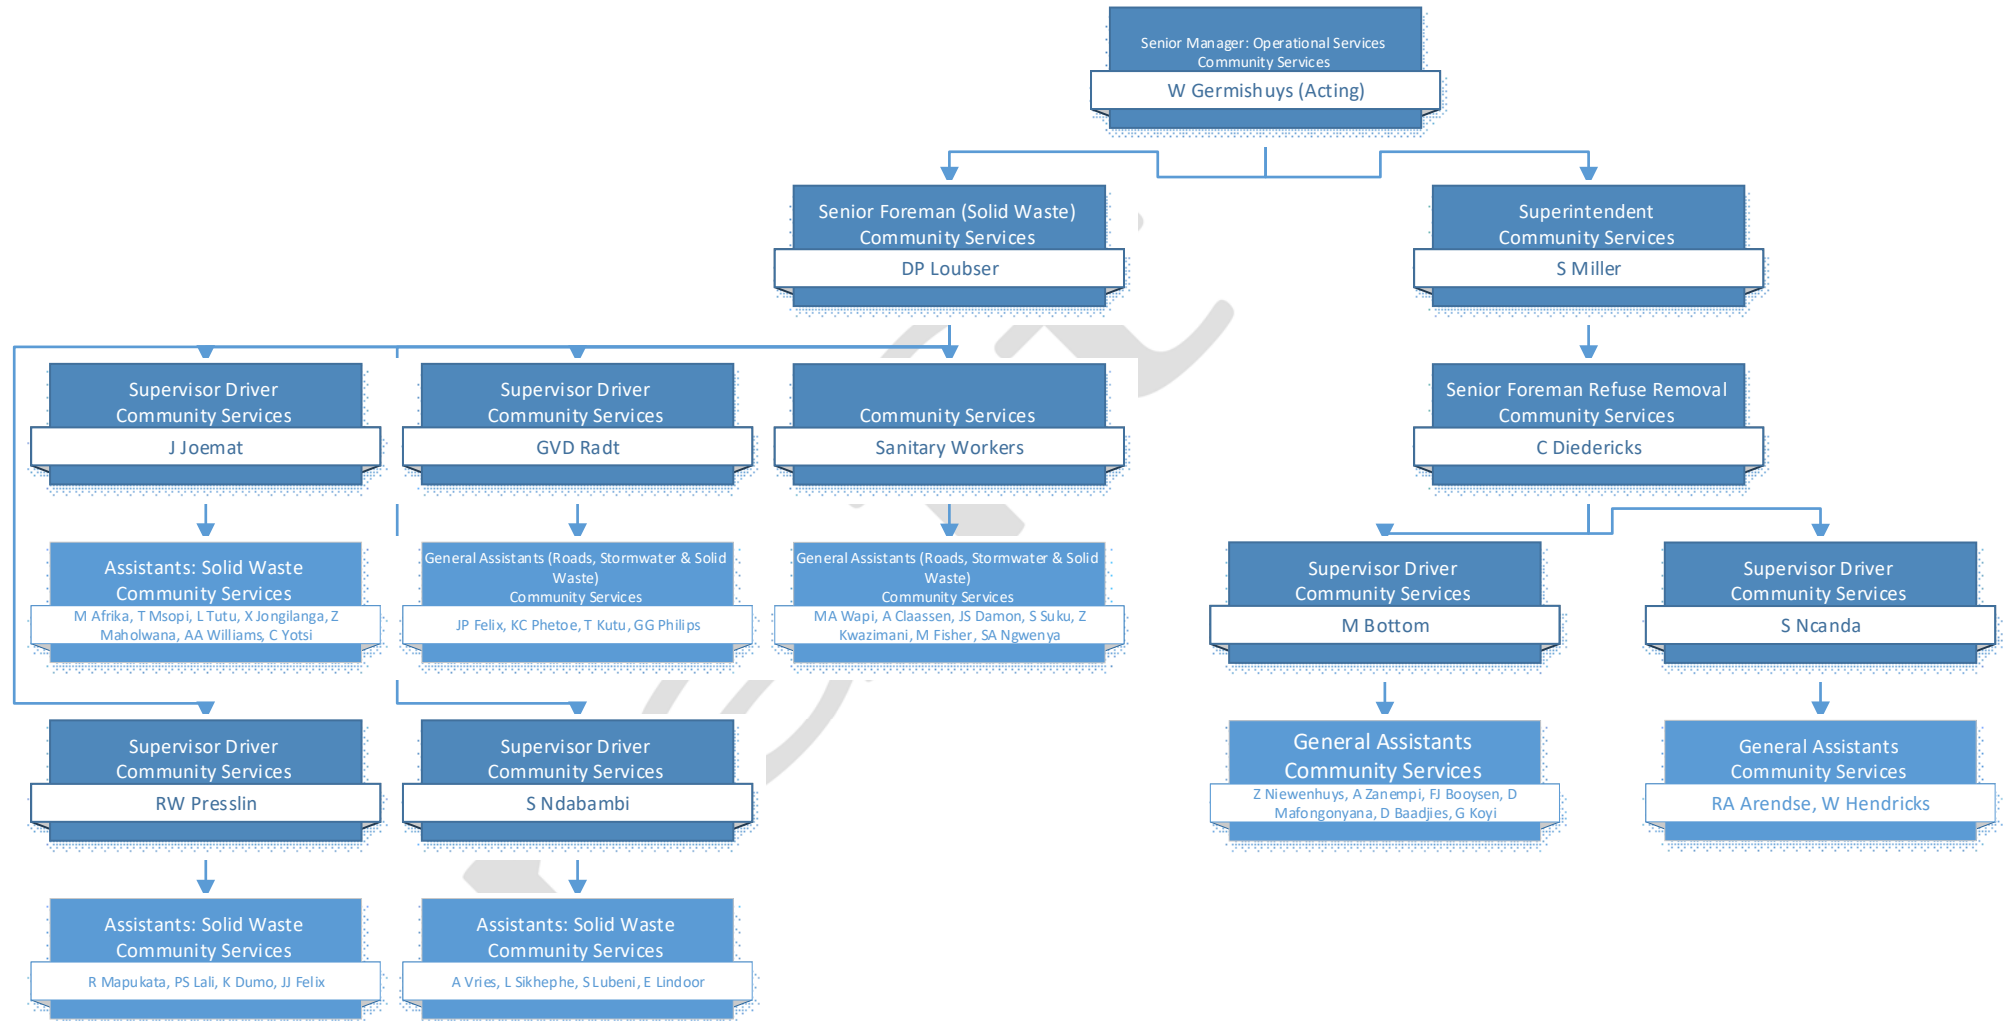 Senior Manager: Operational Services
Community Services
W Germishuys (Acting)
Senior Foreman (Solid Waste)
Community Services
DP Loubser
Superintendent
Community Services
S Miller
Supervisor Driver
Community Services
J Joemat
Supervisor Driver
Community Services
GVD Radt
Community Services
Sanitary Workers
Senior Foreman Refuse Removal
Community Services
C Diedericks
Assistants: Solid Waste
Community Services
M Afrika, T Msopi, L Tutu, X Jongilanga, Z
Maholwana, AA Williams, C Yotsi
General Assistants (Roads, Stormwater & Solid
Waste)
Community Services
JP Felix, KC Phetoe, T Kutu, GG Philips
General Assistants (Roads, Stormwater & Solid
Waste)
Community Services
MA Wapi, A Claassen, JS Damon, S Suku, Z
Kwazimani, M Fisher, SA Ngwenya
Supervisor Driver
Community Services
M Bottom
Supervisor Driver
Community Services
S Ncanda
Supervisor Driver
Community Services
RW Presslin
Supervisor Driver
Community Services
S Ndabambi
General Assistants
Community Services
Z Niewenhuys, A Zanempi, FJ Booysen, D
Mafongonyana, D Baadjies, G Koyi
General Assistants
Community Services
RA Arendse, W Hendricks
Assistants: Solid Waste
Community Services
R Mapukata, PS Lali, K Dumo, JJ Felix
Assistants: Solid Waste
Community Services
A Vries, L Sikhephe, S Lubeni, E Lindoor